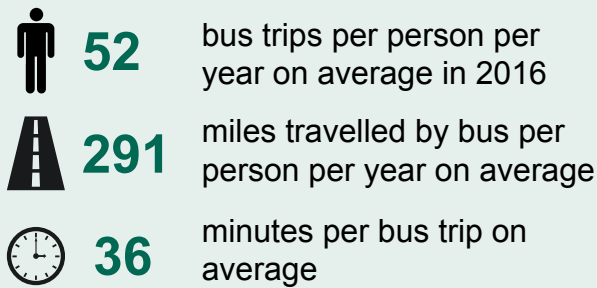 52
bus trips per person per
year on average in 2016
291
miles travelled by bus per
person per year on average
36
minutes per bus trip on
average